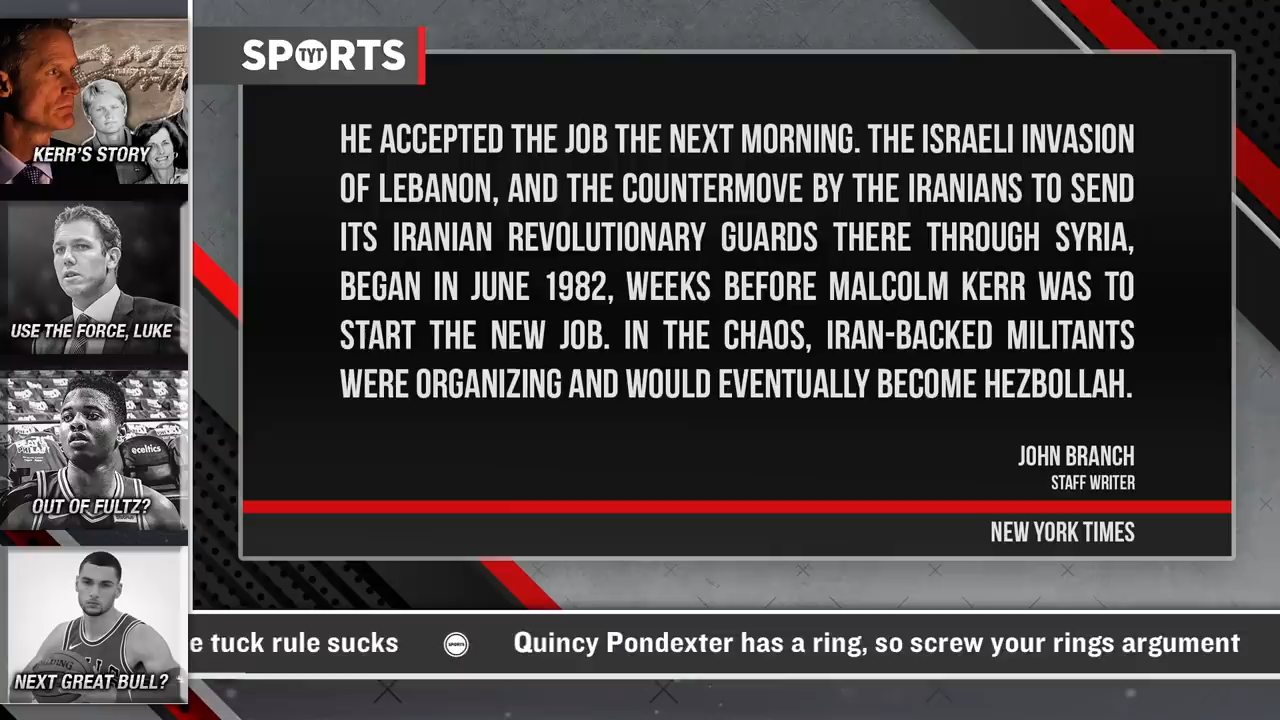 SPORTS
TYT
HE ACCEPTED THE JOB THE NEXT MORNING. THE ISRAELI INVASION
OF LEBANON, AND THE COUNTERMOVE BY THE IRANIANS TO SEND
ITS IRANIAN REVOLUTIONARY GUARDS THERE THROUGH SYRIA,
BEGAN IN JUNE 1982, WEEKS BEFORE MALCOLM KERR WAS TO
START THE NEW JOB. IN THE CHAOS, IRAN-BACKED MILITANTS
WERE ORGANIZING AND WOULD EVENTUALLY BECOME HEZBOLLAH.
JOHN BRANCH
STAFF WRITER
NEW YORK TIMES
KERR'S STORY
USE THE FORCE, LUKE
eceltics
OUT OF FULTZ?
SPALDING
NEXT GREAT BULL?
e tuck rule sucks
SPORTS
Quincy Pondexter has a ring, so screw your rings argument